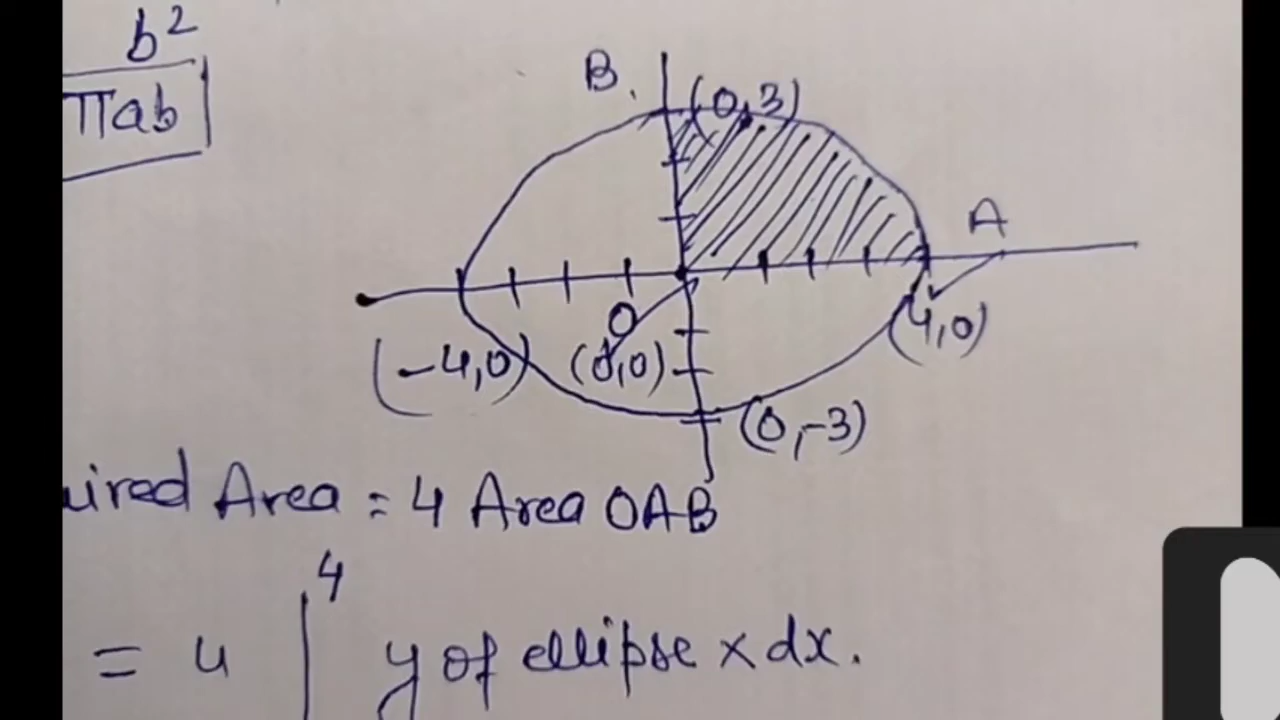 b²
πab
B.
(0,3)
A
O
(4,0)
(-4,0)
(0,0)
(0,-3)
uired Area = 4 Area OAB
4
= 4 ∫ y of ellipse x dx.